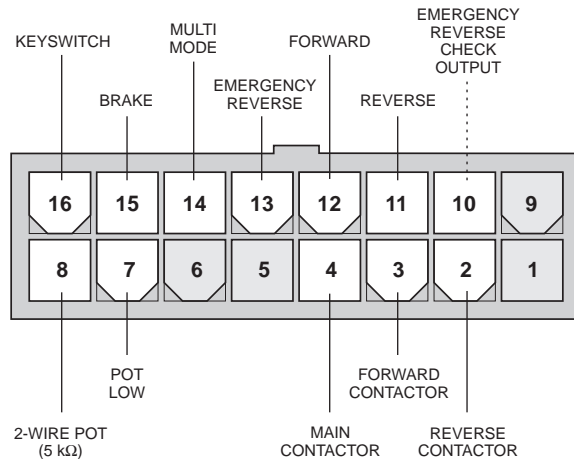 KEYSWITCH
MULTI
MODE
FORWARD
EMERGENCY
REVERSE
CHECK
OUTPUT
BRAKE
EMERGENCY
REVERSE
REVERSE
16 15 14 13 12 11 10 9
8 7 6 5 4 3 2 1
POT
LOW
FORWARD
CONTACTOR
2-WIRE POT
(5 kΩ)
MAIN
CONTACTOR
REVERSE
CONTACTOR